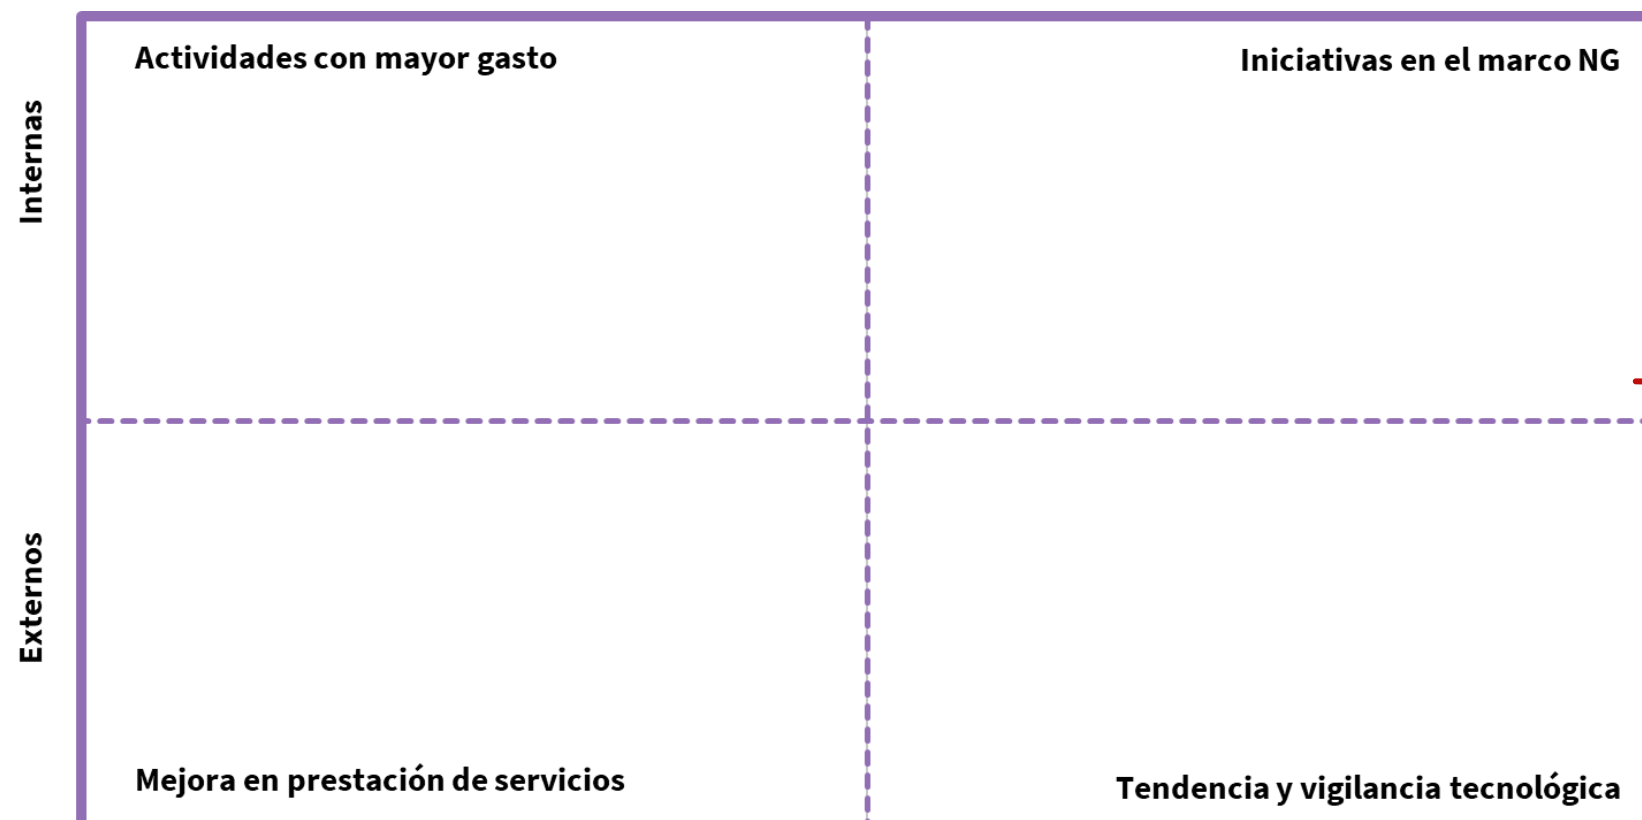 Actividades con mayor gasto
Iniciativas en el marco NG
Internas
Externos
Mejora en prestación de servicios
Tendencia y vigilancia tecnológica